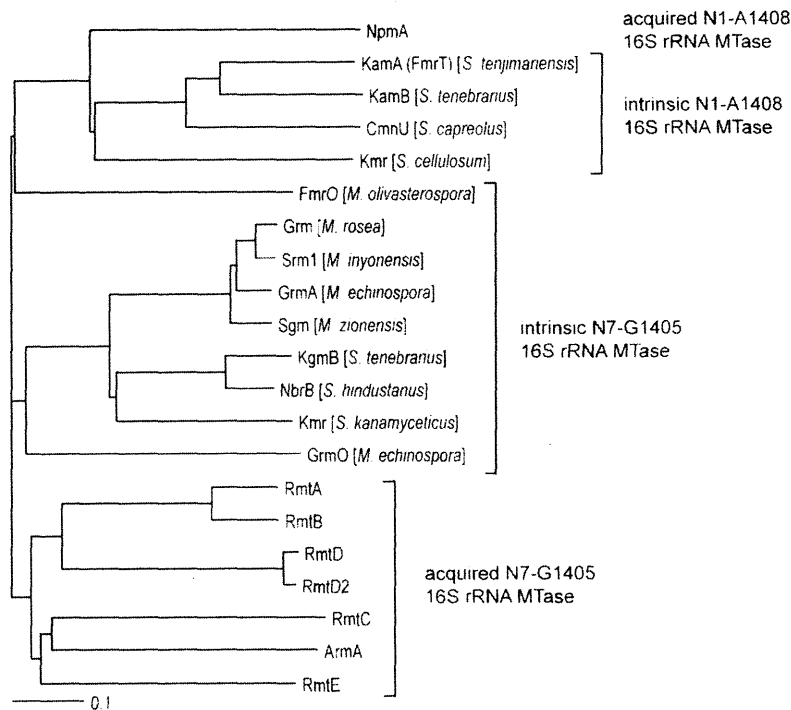 NpmA
acquired N1-A1408
16S rRNA MTase
KamA (FmrT) [S. tenjimariensis]
KamB [S. tenebrarius]
CmnU [S. capreolus]
Kmr [S. cellulosum]
intrinsic N1-A1408
16S rRNA MTase
FmrO [M. olivasterospora]
Grm [M. rosea]
Srm1 [M. inyonensis]
GrmA [M. echinospora]
Sgm [M. zionensis]
KgmB [S. tenebrarius]
NbrB [S. hindustanus]
Kmr [S. kanamyceticus]
GrmO [M. echinospora]
intrinsic N7-G1405
16S rRNA MTase
RmtA
RmtB
RmtD
RmtD2
RmtC
ArmA
RmtE
acquired N7-G1405
16S rRNA MTase
0.1